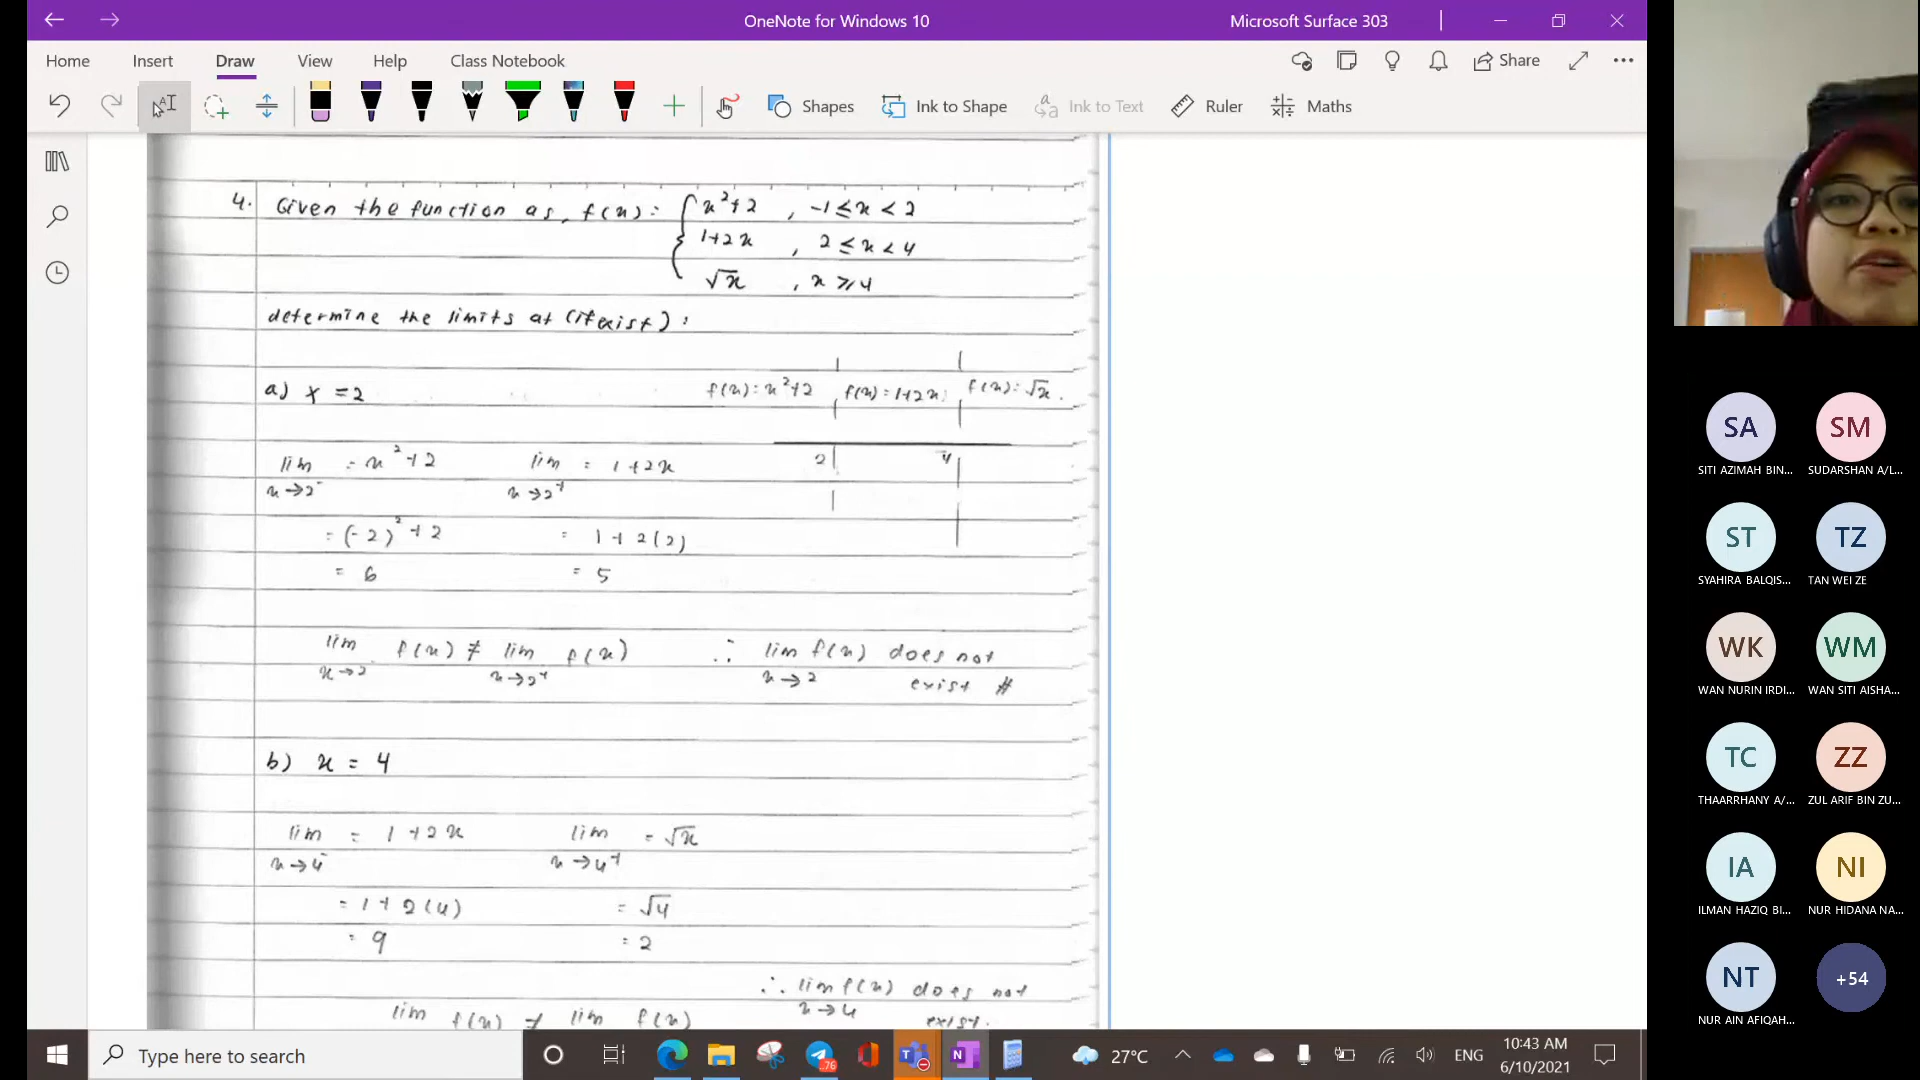 OneNote for Windows 10
Microsoft Surface 303
Home Insert Draw View Help Class Notebook
Share
Shapes Ink to Shape Ink to Text Ruler Maths
4. Given the function as, f(x) = { x²+2 , -1 ≤ x < 2
1+2x , 2 ≤ x < 4
√x , x ≥ 4
determine the limits at (if exist) :
a) x = 2
f(x) = x²+2 f(x) = 1+2x f(x) = √x
2 4
lim = x²+2 lim = 1+2x
x→2⁻ x→2⁺
= (-2)²+2 = 1+2(2)
= 6 = 5
lim f(x) ≠ lim f(x) ∴ lim f(x) does not
x→2⁻ x→2⁺ x→2 exist #
b) x = 4
lim = 1+2x lim = √x
x→4⁻ x→4⁺
= 1+2(4) = √4
= 9 = 2
∴ lim f(x) does not
x→4 exist.
lim f(x) ≠ lim f(x)
SA SM
SITI AZIMAH BIN... SUDARSHAN A/L...
ST TZ
SYAHIRA BALQIS... TAN WEI ZE
WK WM
WAN NURIN IRDI... WAN SITI AISHA...
TC ZZ
THAARRHANY A/... ZUL ARIF BIN ZU...
IA NI
ILMAN HAZIQ BI... NUR HIDANA NA...
NT +54
NUR AIN AFIQAH...
Type here to search
76
27°C
ENG
10:43 AM
6/10/2021